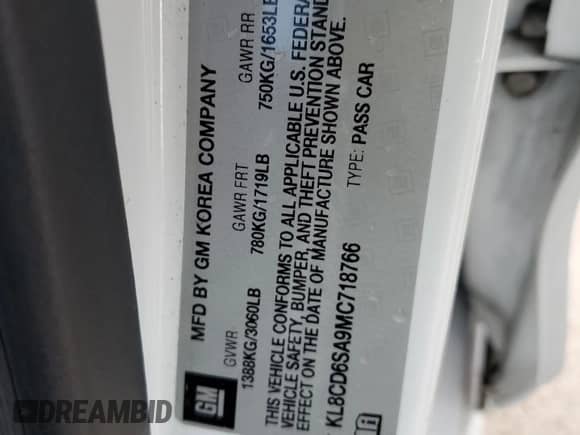 MFD BY GM KOREA COMPANY
GVWR GAWR FRT GAWR RR
1388KG/3060LB 780KG/1719LB 750KG/1653LB
THIS VEHICLE CONFORMS TO ALL APPLICABLE U.S. FEDERA
VEHICLE SAFETY, BUMPER, AND THEFT PREVENTION STAND
EFFECT ON THE DATE OF MANUFACTURE SHOWN ABOVE.
KL8CD6SA9MC718766 TYPE: PASS CAR
GM
DREAMBID